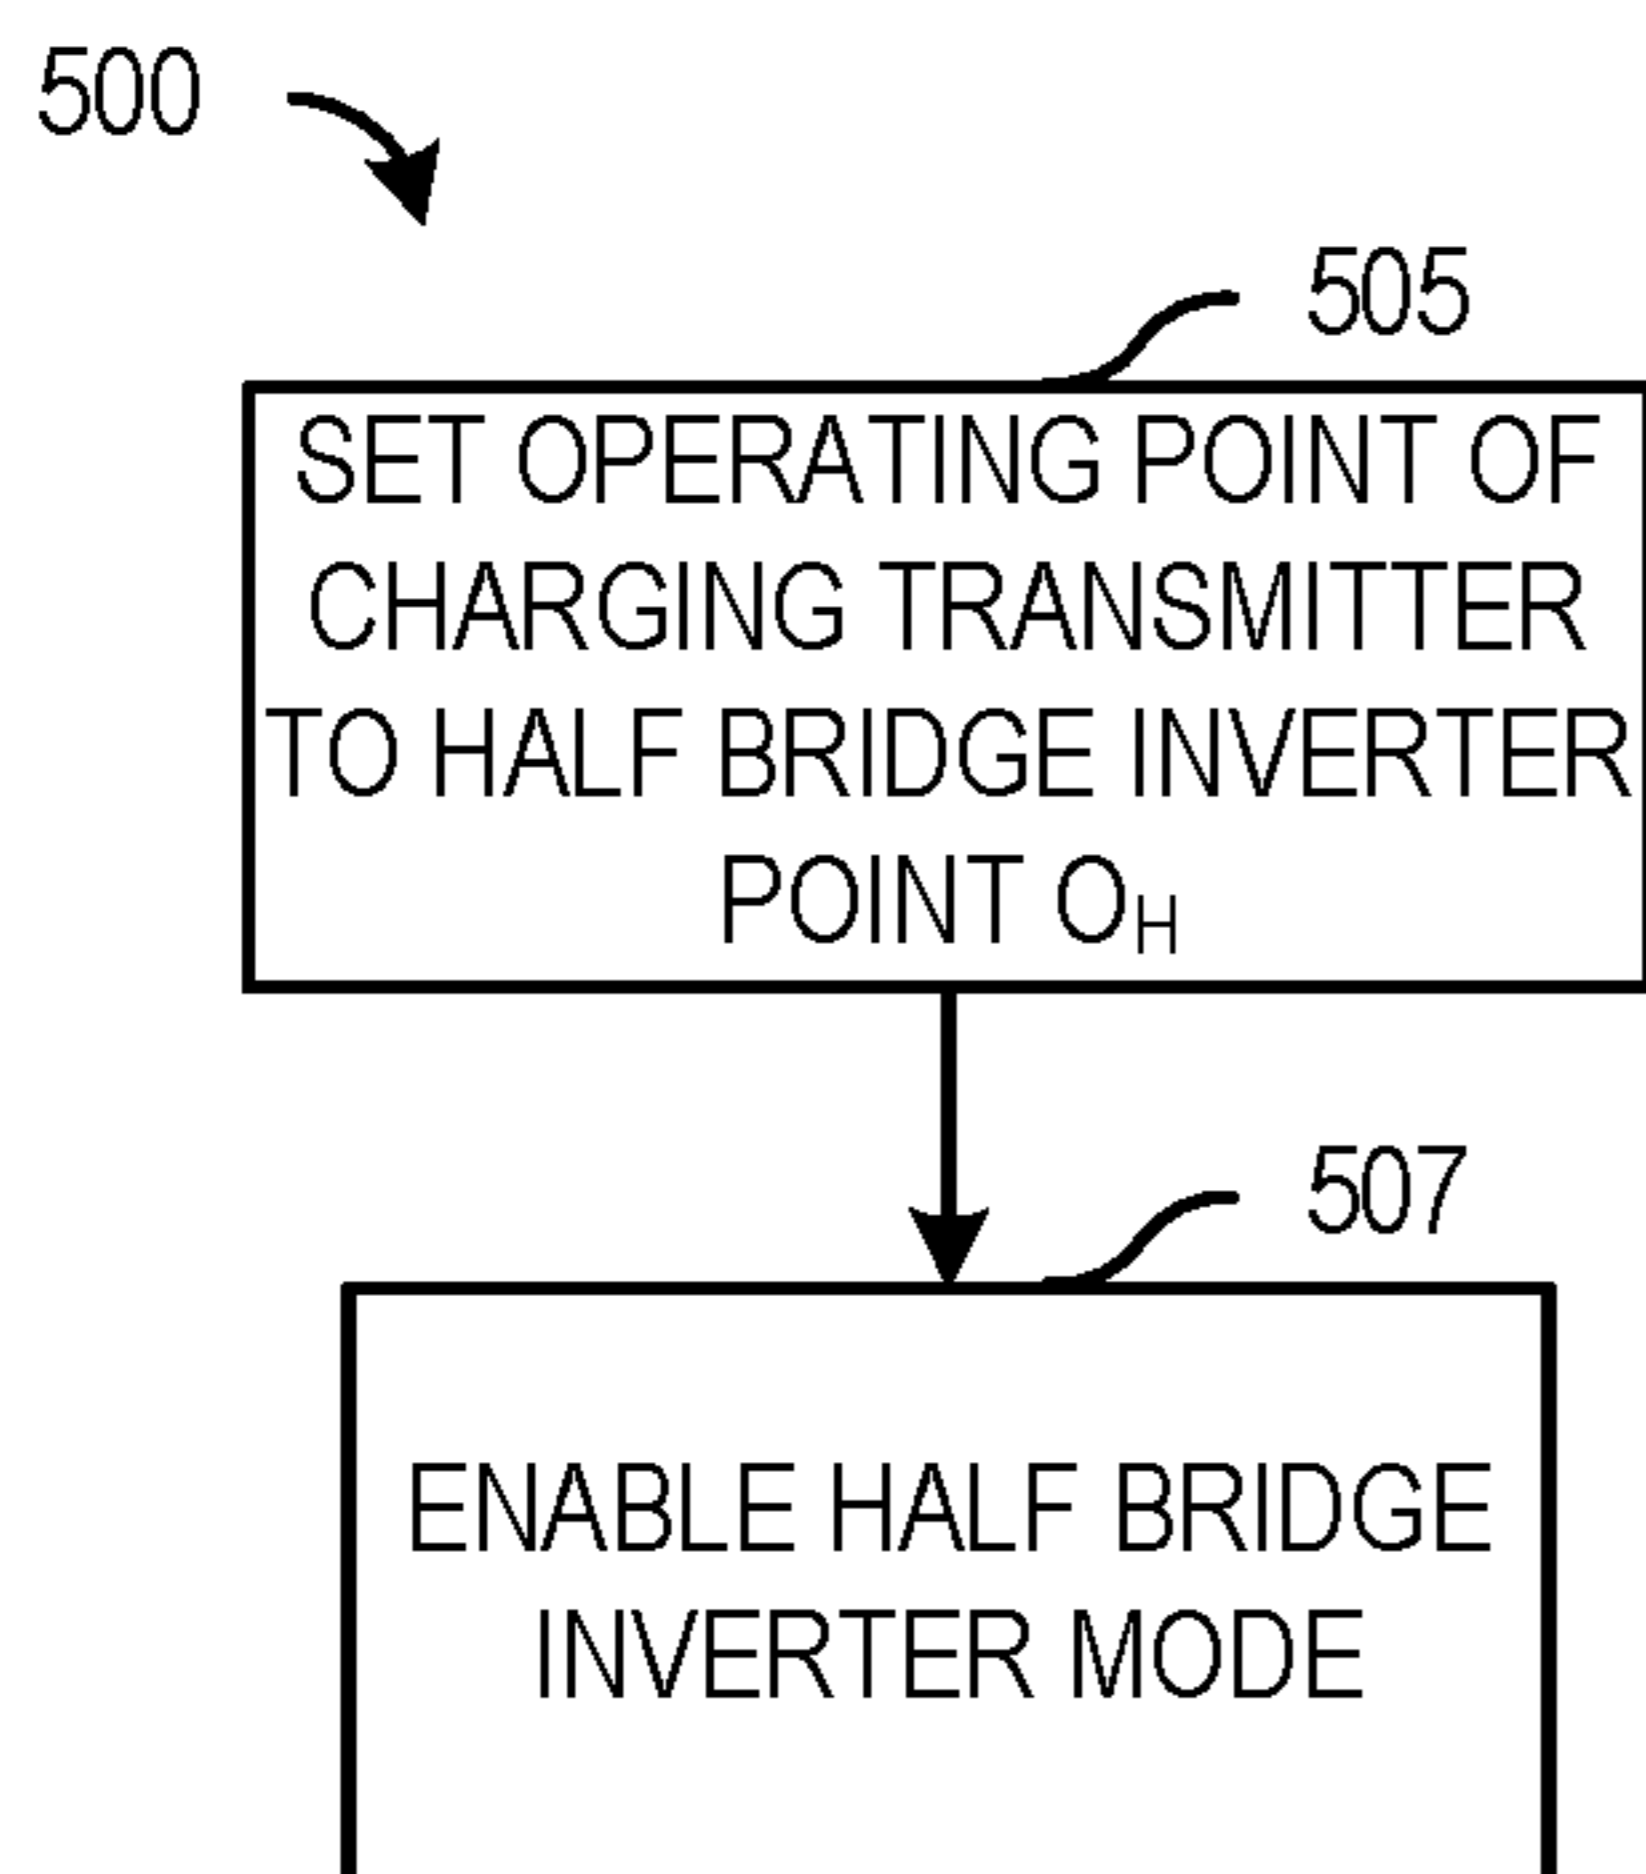 500
505
SET OPERATING POINT OF
CHARGING TRANSMITTER
TO HALF BRIDGE INVERTER
POINT O_H
507
ENABLE HALF BRIDGE
INVERTER MODE